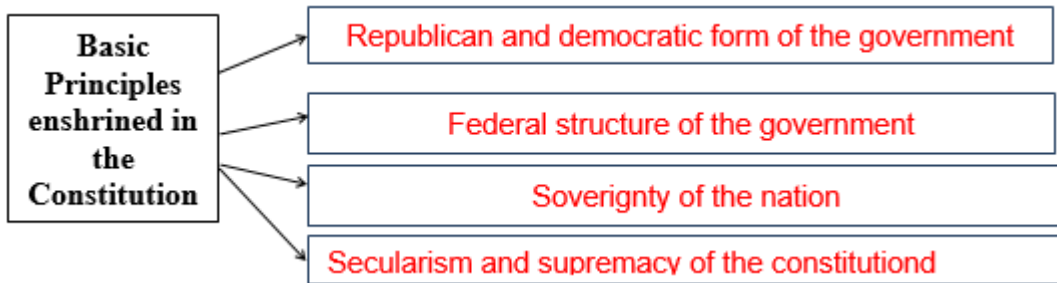 Basic
Principles
enshrined in
the
Constitution
Republican and democratic form of the government
Federal structure of the government
Soverignty of the nation
Secularism and supremacy of the constitutiond